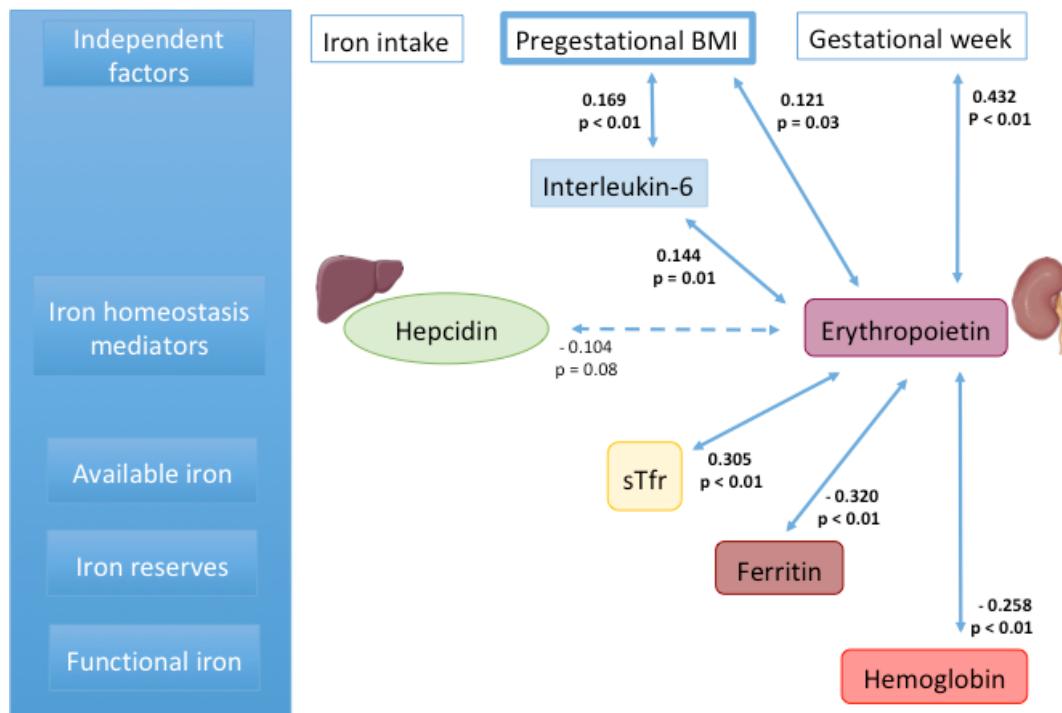 Independent
factors
Iron intake
Pregestational BMI
Gestational week
0.169
p < 0.01
0.121
p = 0.03
0.432
P < 0.01
Interleukin-6
0.144
p = 0.01
Iron homeostasis
mediators
Hepcidin
Erythropoietin
- 0.104
p = 0.08
Available iron
sTfr
0.305
p < 0.01
- 0.320
p < 0.01
Iron reserves
Ferritin
- 0.258
p < 0.01
Functional iron
Hemoglobin